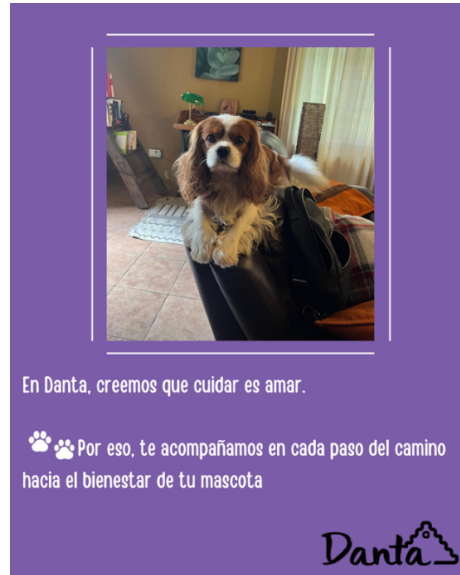 En Danta, creemos que cuidar es amar.
Por eso, te acompañamos en cada paso del camino
hacia el bienestar de tu mascota
Danta